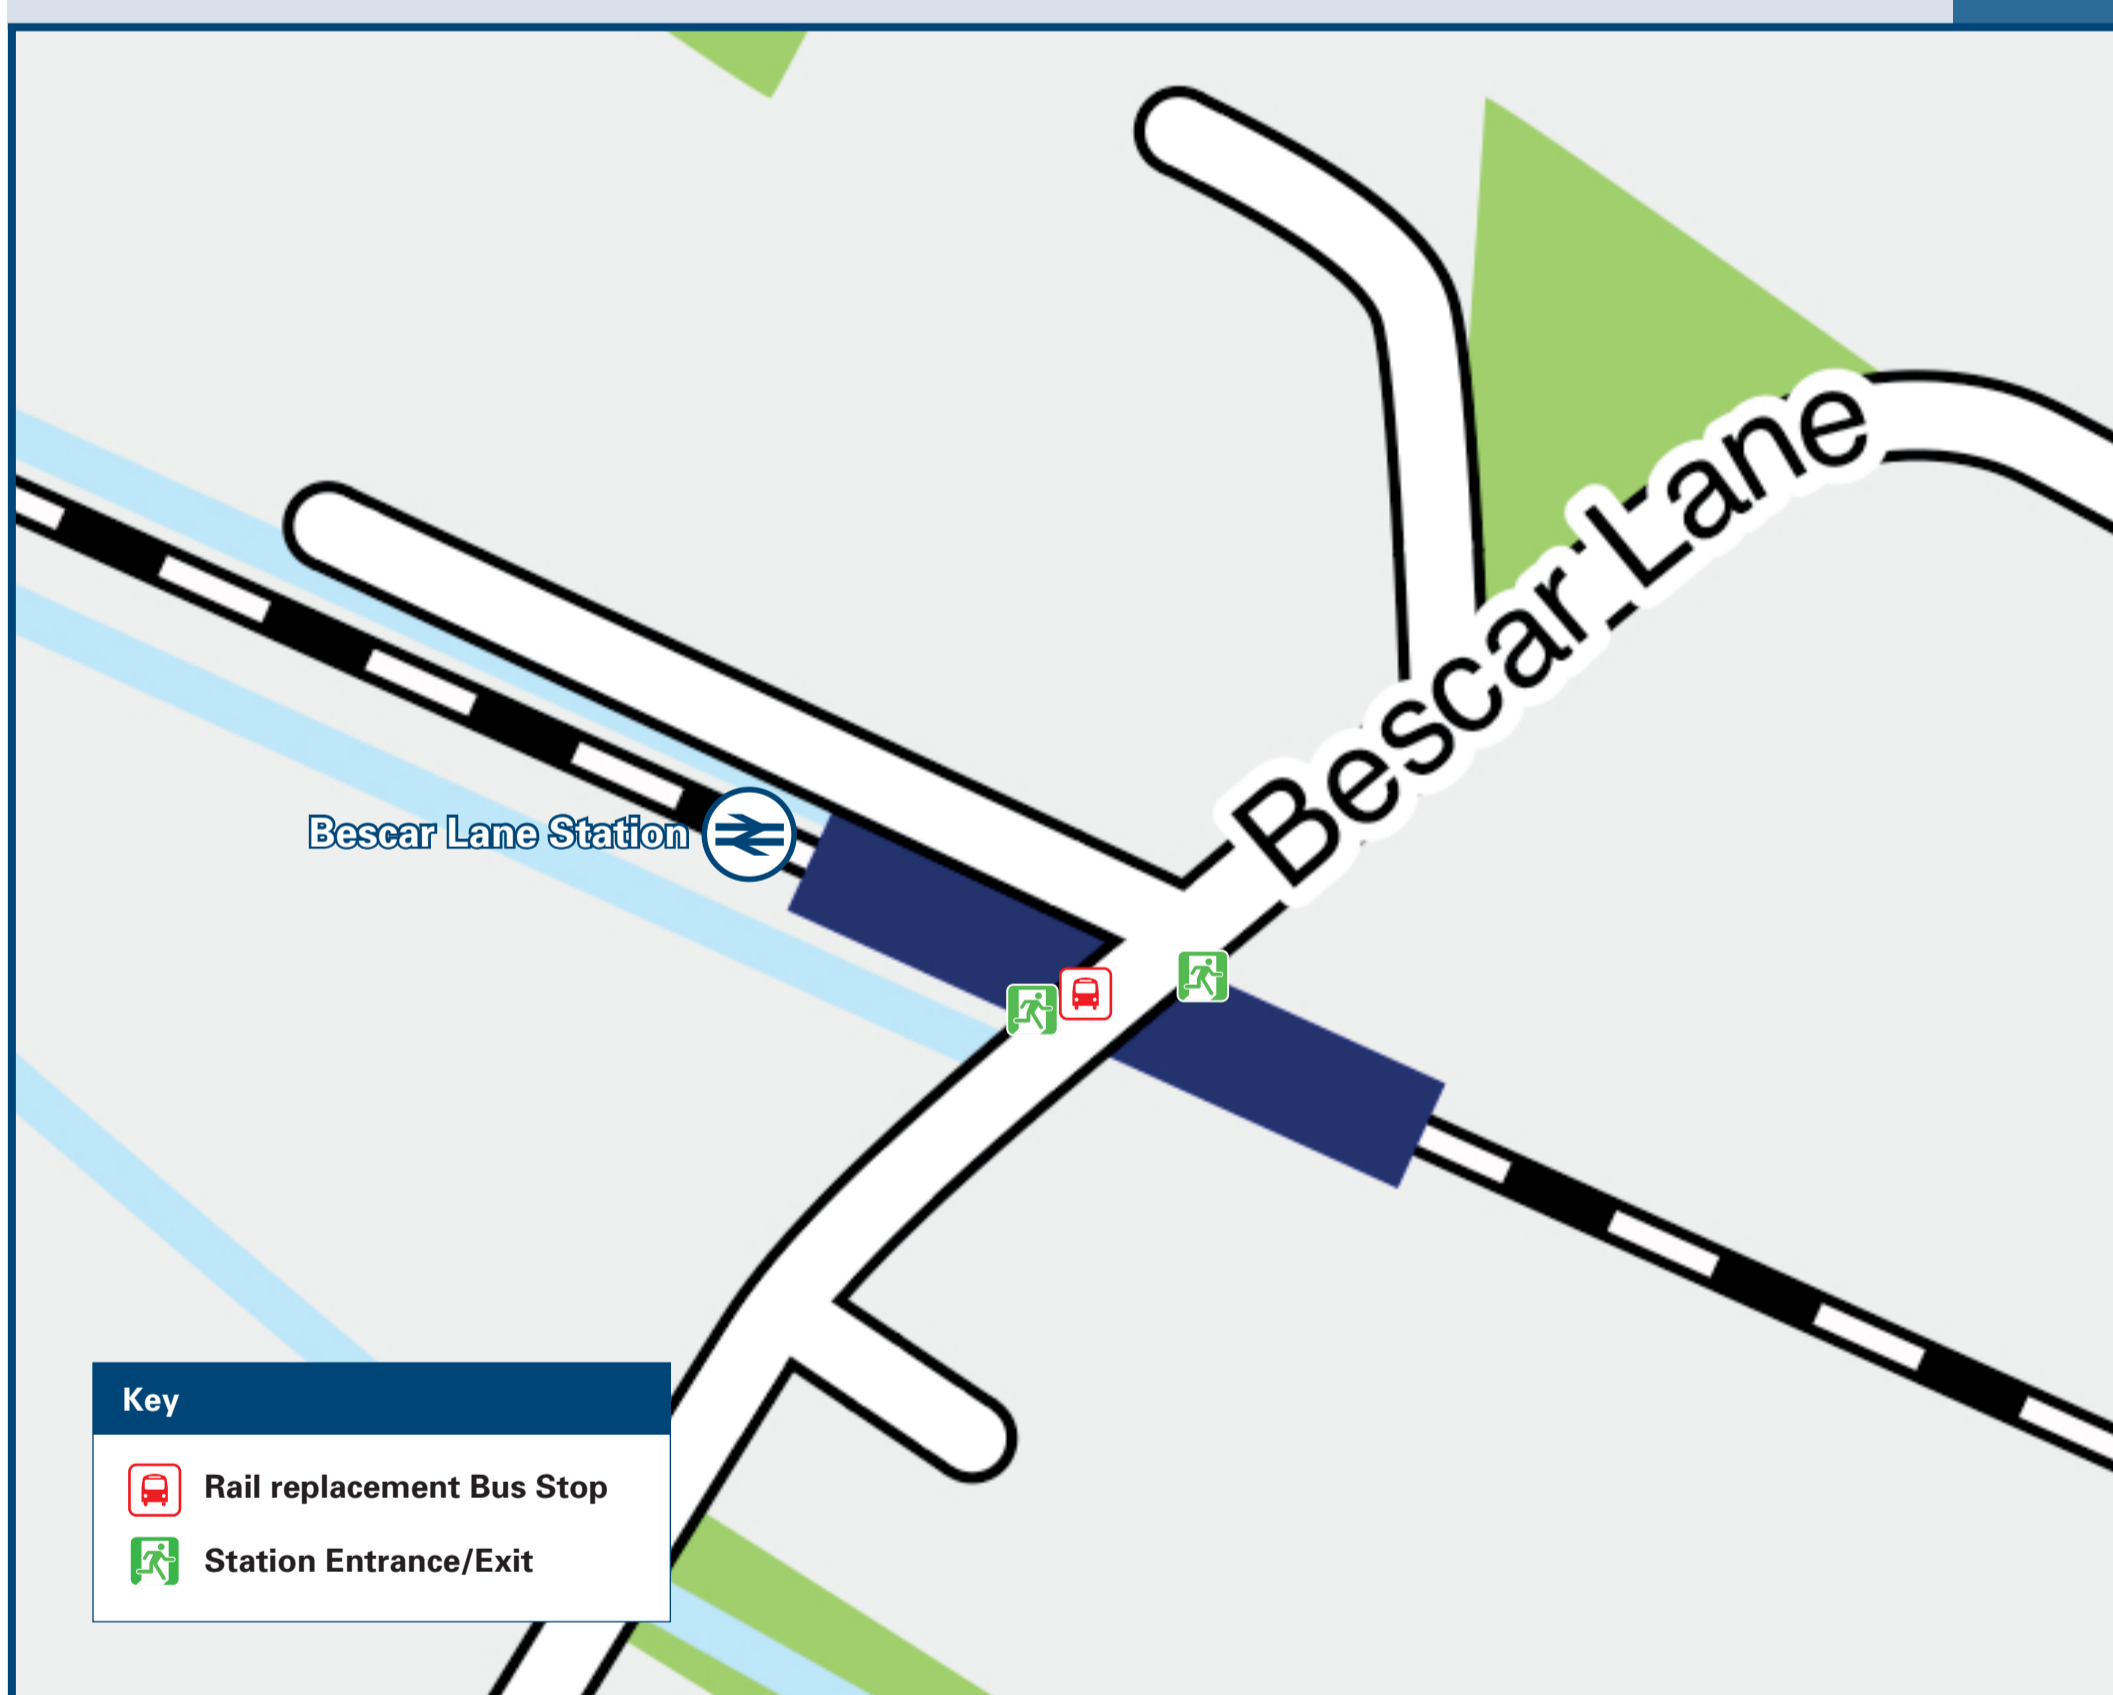 Bescar Lane
Bescar Lane Station
Key
Rail replacement Bus Stop
Station Entrance/Exit